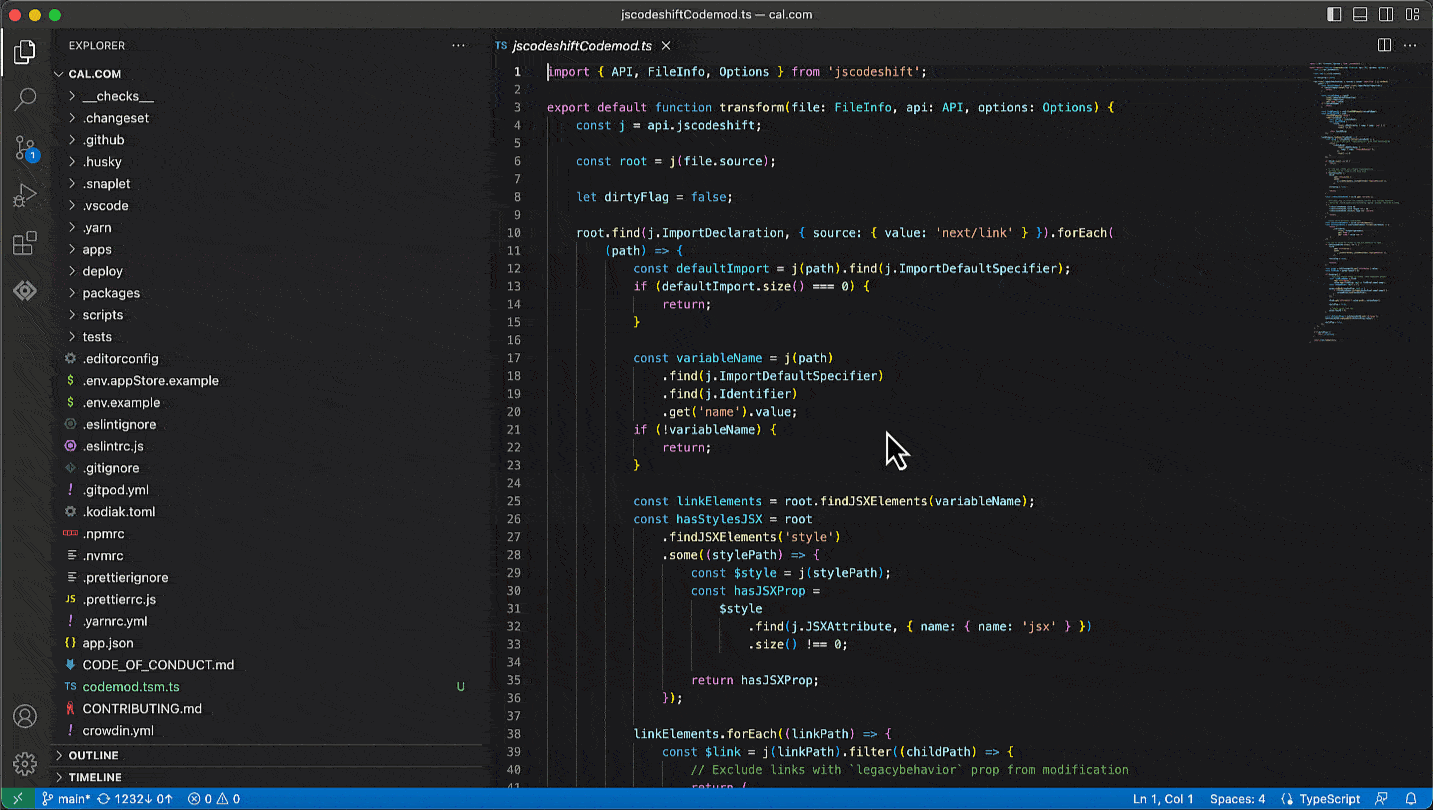 jscodeshiftCodemod.ts — cal.com
EXPLORER
CAL.COM
__checks__
.changeset
.github
.husky
.snaplet
.vscode
.yarn
apps
deploy
packages
scripts
tests
.editorconfig
$ .env.appStore.example
$ .env.example
.eslintignore
.eslintrc.js
.gitignore
! .gitpod.yml
.kodiak.toml
.npmrc
.nvmrc
.prettierignore
JS .prettierrc.js
! .yarnrc.yml
{} app.json
CODE_OF_CONDUCT.md
TS codemod.tsm.ts U
CONTRIBUTING.md
! crowdin.yml
OUTLINE
TIMELINE
1
TS jscodeshiftCodemod.ts
1 import { API, FileInfo, Options } from 'jscodeshift';
2
3 export default function transform(file: FileInfo, api: API, options: Options) {
4 const j = api.jscodeshift;
5
6 const root = j(file.source);
7
8 let dirtyFlag = false;
9
10 root.find(j.ImportDeclaration, { source: { value: 'next/link' } }).forEach(
11 (path) => {
12 const defaultImport = j(path).find(j.ImportDefaultSpecifier);
13 if (defaultImport.size() === 0) {
14 return;
15 }
16
17 const variableName = j(path)
18 .find(j.ImportDefaultSpecifier)
19 .find(j.Identifier)
20 .get('name').value;
21 if (!variableName) {
22 return;
23 }
24
25 const linkElements = root.findJSXElements(variableName);
26 const hasStylesJSX = root
27 .findJSXElements('style')
28 .some((stylePath) => {
29 const $style = j(stylePath);
30 const hasJSXProp =
31 $style
32 .find(j.JSXAttribute, { name: { name: 'jsx' } })
33 .size() !== 0;
34
35 return hasJSXProp;
36 });
37
38 linkElements.forEach((linkPath) => {
39 const $link = j(linkPath).filter((childPath) => {
40 // Exclude links with `legacybehavior` prop from modification
41 return (
main* 1232↓ 0↑ 0 0 Ln 1, Col 1 Spaces: 4 {} TypeScript